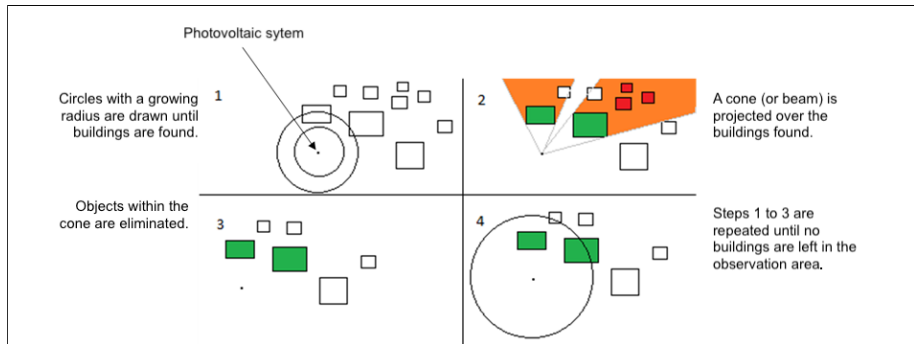 Photovoltaic sytem
1
Circles with a growing
radius are drawn until
buildings are found.
2
A cone (or beam) is
projected over the
buildings found.
Objects within the
cone are eliminated.
3
4
Steps 1 to 3 are
repeated until no
buildings are left in the
observation area.